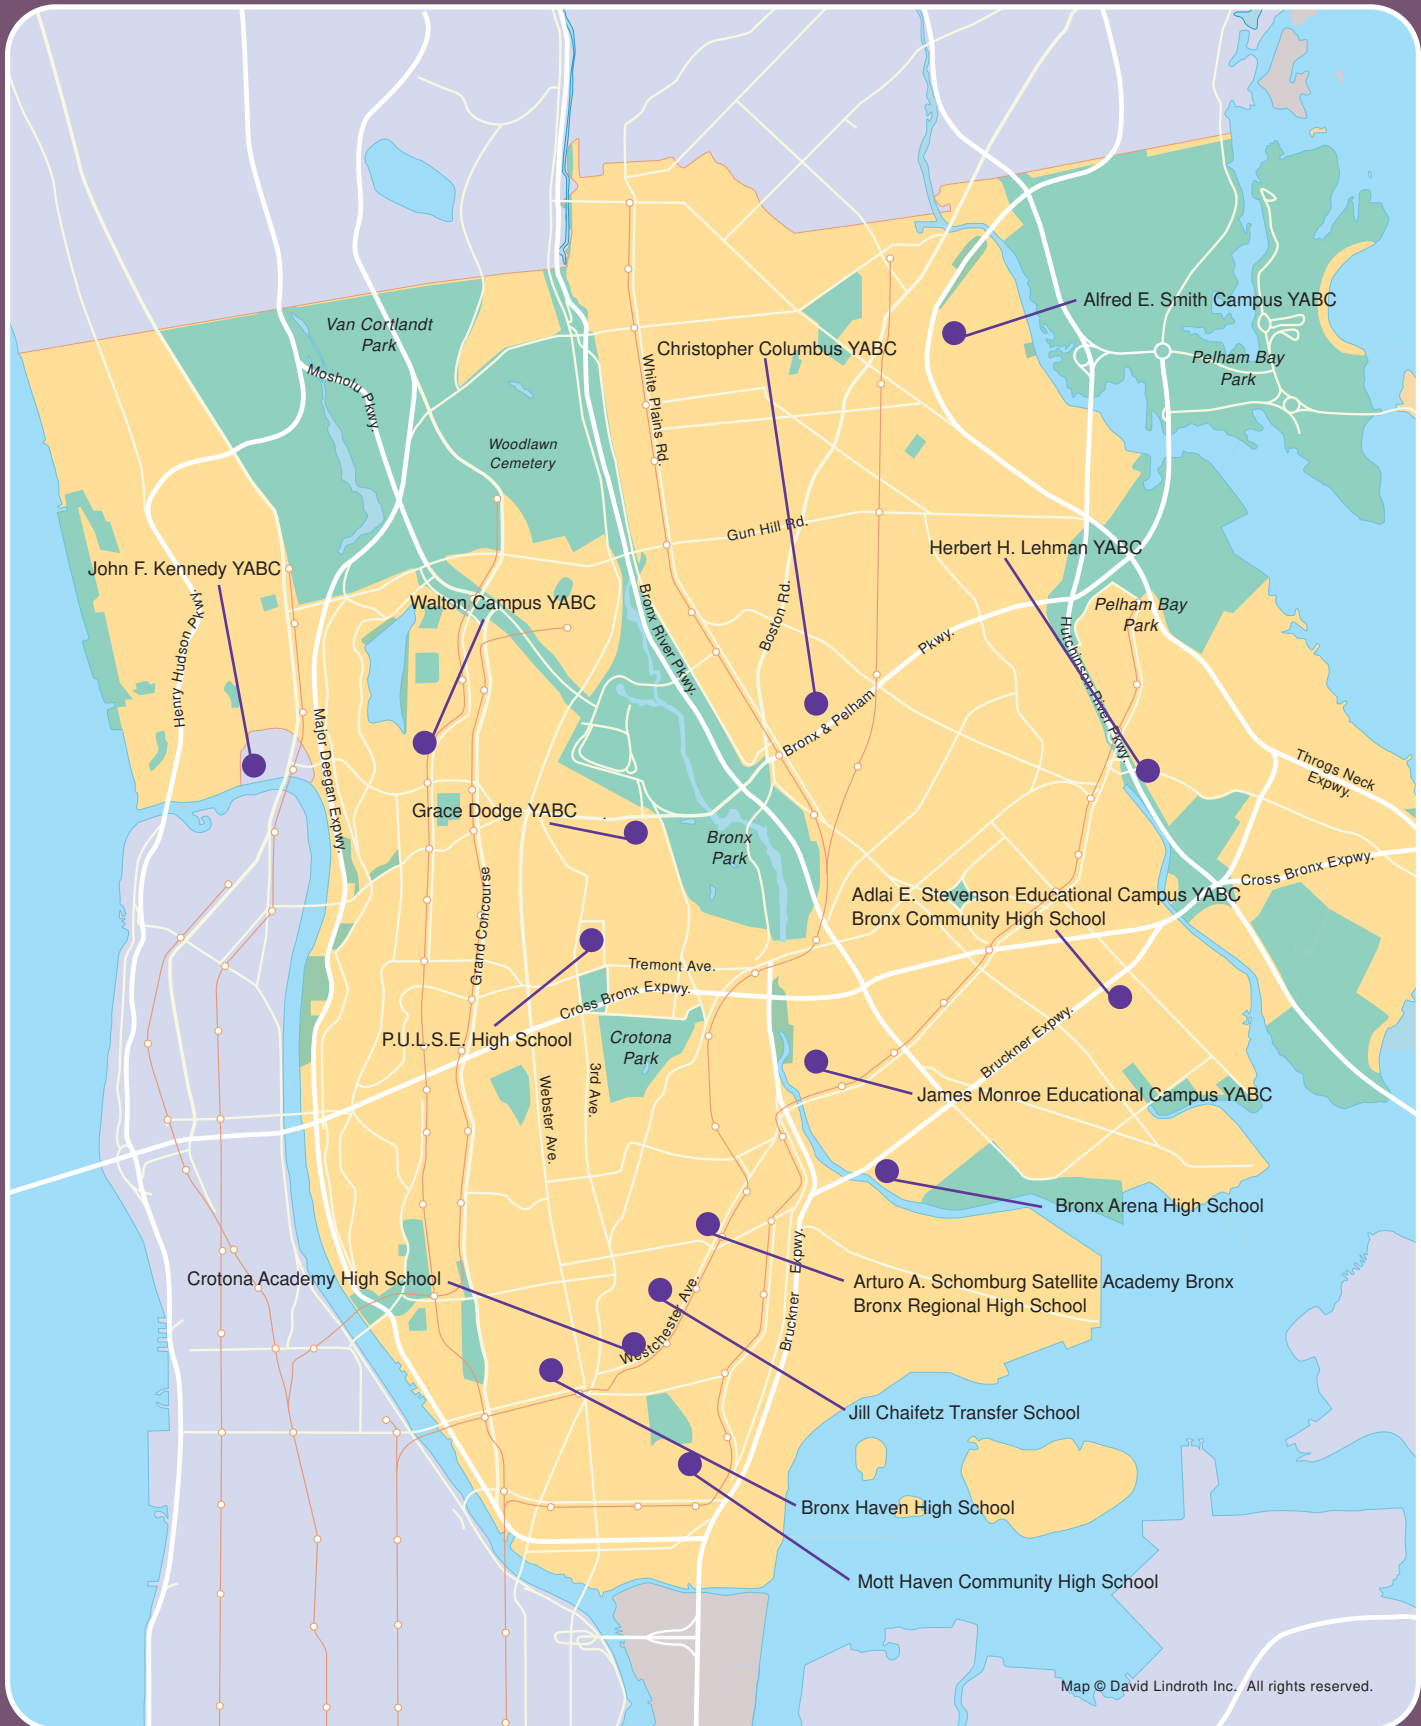 Alfred E. Smith Campus YABC
Van Cortlandt
Park
Christopher Columbus YABC
Pelham Bay
Park
Mosholu Pkwy.
White Plains Rd.
Woodlawn
Cemetery
Gun Hill Rd.
Herbert H. Lehman YABC
John F. Kennedy YABC
Walton Campus YABC
Pelham Bay
Park
Henry Hudson Pkwy.
Bronx River Pkwy.
Boston Rd.
Bronx & Pelham Pkwy.
Hutchinson River Pkwy.
Major Deegan Expwy.
Throgs Neck
Expwy.
Grace Dodge YABC
Bronx
Park
Cross Bronx Expwy.
Grand Concourse
Adlai E. Stevenson Educational Campus YABC
Bronx Community High School
Tremont Ave.
Cross Bronx Expwy.
P.U.L.S.E. High School
Crotona
Park
Bruckner Expwy.
Webster Ave.
3rd Ave.
James Monroe Educational Campus YABC
Bronx Arena High School
Crotona Academy High School
Arturo A. Schomburg Satellite Academy Bronx
Bronx Regional High School
Westchester Ave.
Bruckner Expwy.
Jill Chaifetz Transfer School
Bronx Haven High School
Mott Haven Community High School
Map © David Lindroth Inc. All rights reserved.